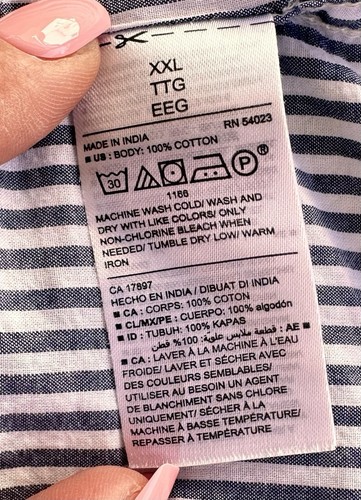 XXL
TTG
EEG
MADE IN INDIA RN 54023
■ US : BODY: 100% COTTON
30 P ®
1166
MACHINE WASH COLD/ WASH AND
DRY WITH LIKE COLORS/ ONLY
NON-CHLORINE BLEACH WHEN
NEEDED/ TUMBLE DRY LOW/ WARM
IRON
CA 17897
HECHO EN INDIA / DIBUAT DI INDIA
■ CA : CORPS: 100% COTON
■ CL/MX/PE : CUERPO: 100% algodón
■ ID : TUBUH: 100% KAPAS
■ AE : قطعة ملابس علوية: 100% قطن
■ CA : LAVER À LA MACHINE À L'EAU
FROIDE/ LAVER ET SÉCHER AVEC
DES COULEURS SEMBLABLES/
UTILISER AU BESOIN UN AGENT
DE BLANCHIMENT SANS CHLORE
UNIQUEMENT/ SÉCHER À LA
MACHINE À BASSE TEMPÉRATURE/
REPASSER À TEMPÉRATURE